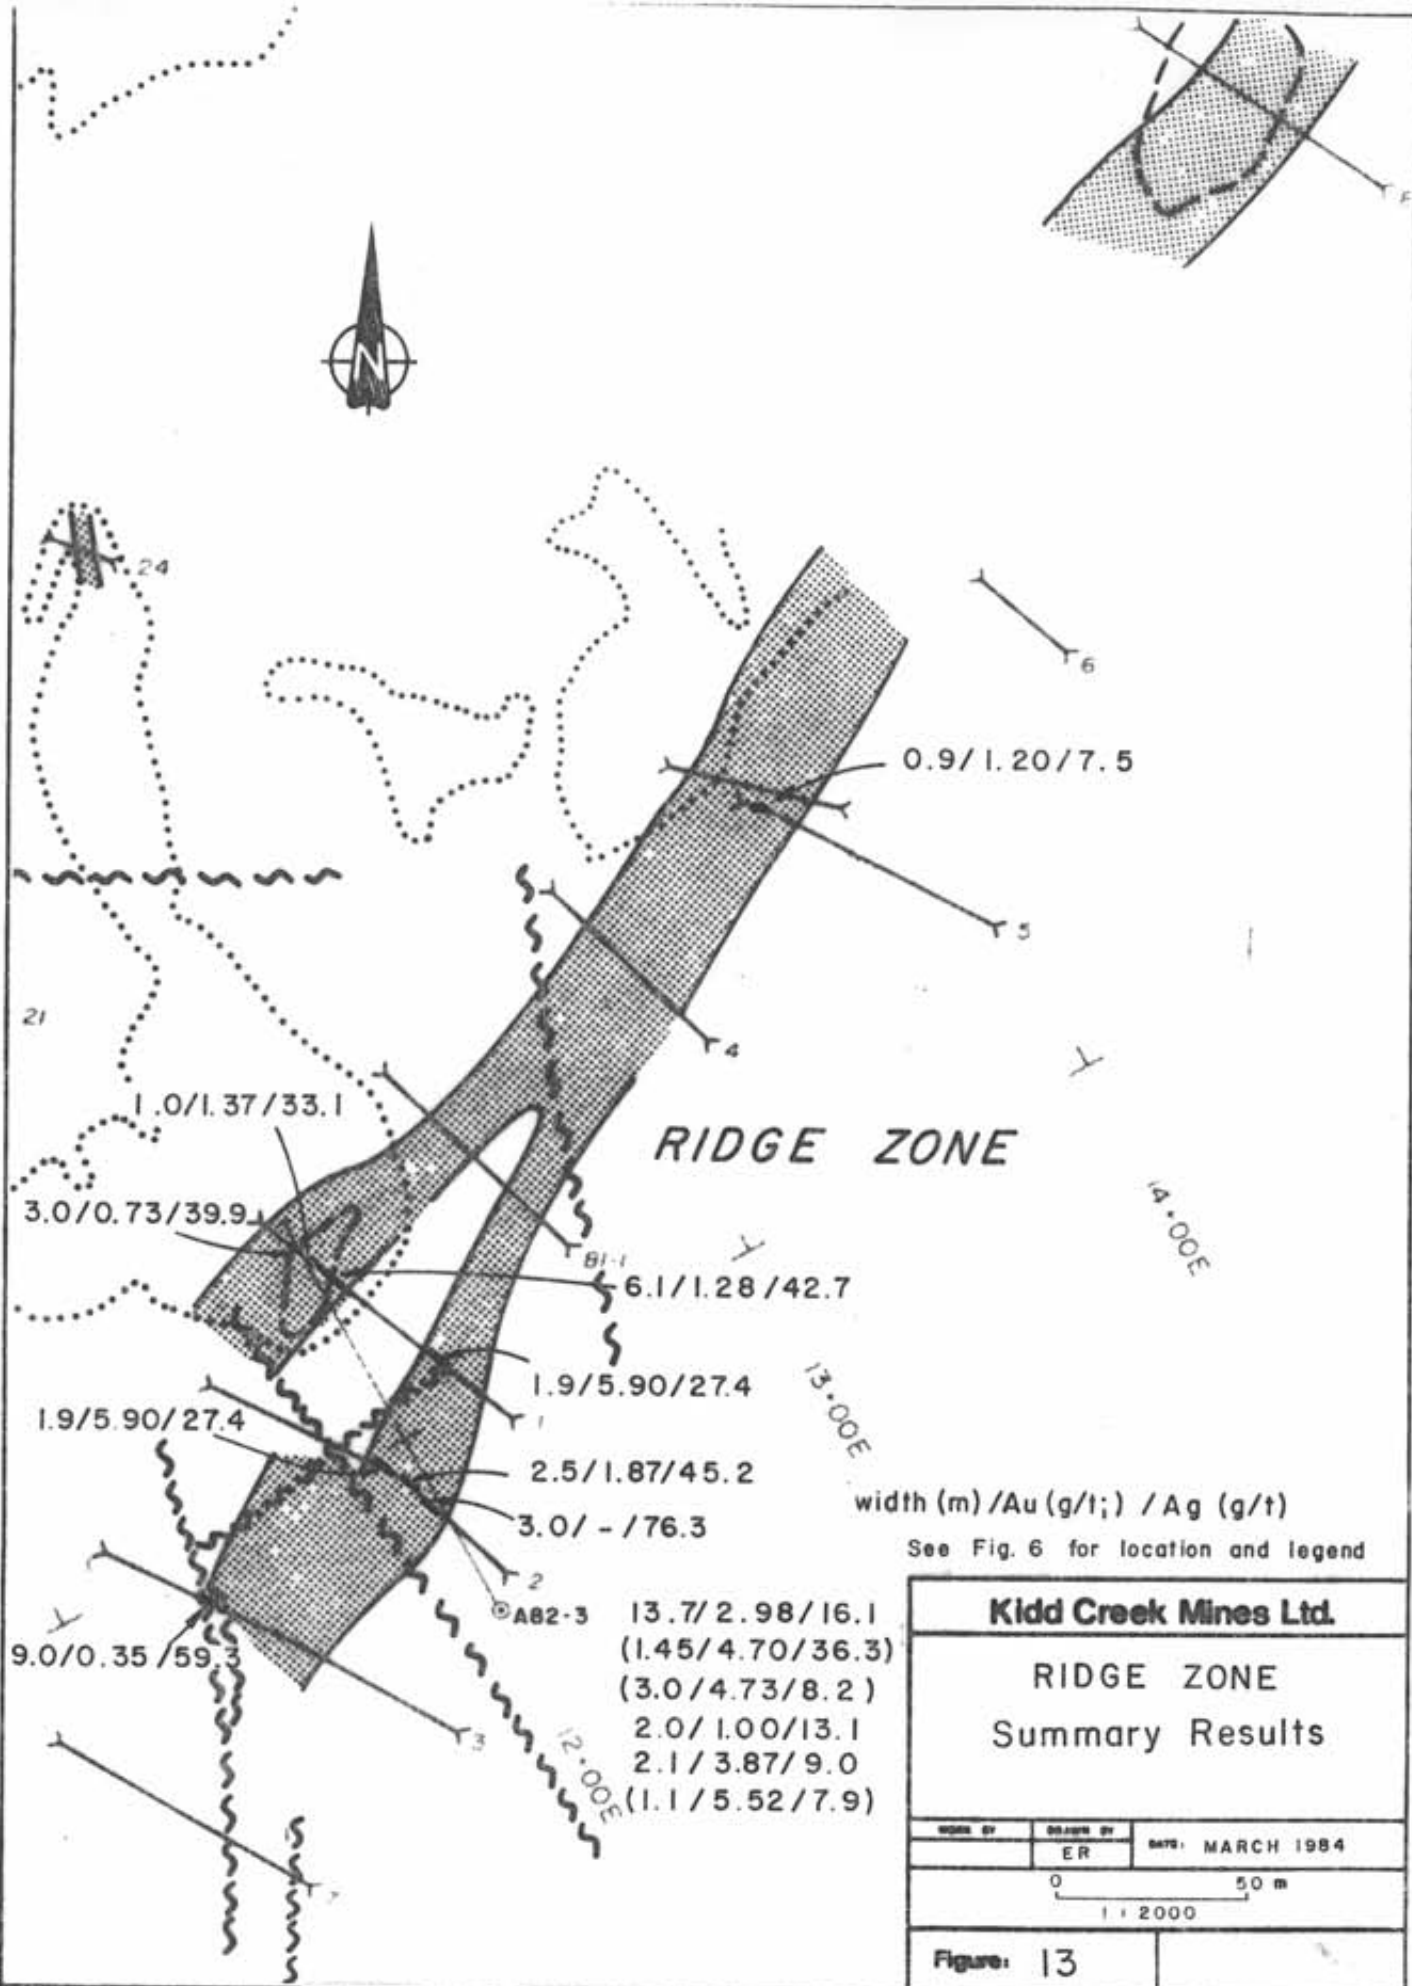 N
24
6
0.9/1.20/7.5
5
21
4
1.0/1.37/33.1
RIDGE ZONE
14+00E
3.0/0.73/39.9
81-1
6.1/1.28/42.7
13+00E
1.9/5.90/27.4
1
1.9/5.90/27.4
2.5/1.87/45.2
3.0/-/76.3
2
A82-3
width (m) /Au (g/t;) / Ag (g/t)
See Fig. 6 for location and legend
9.0/0.35/59.3
3
12+00E
7
13.7/2.98/16.1
(1.45/4.70/36.3)
(3.0/4.73/8.2)
2.0/1.00/13.1
2.1/3.87/9.0
(1.1/5.52/7.9)
Kidd Creek Mines Ltd.
RIDGE ZONE
Summary Results
WORK BY
DRAWN BY
ER
DATE: MARCH 1984
0 50 m
1:2000
Figure: 13